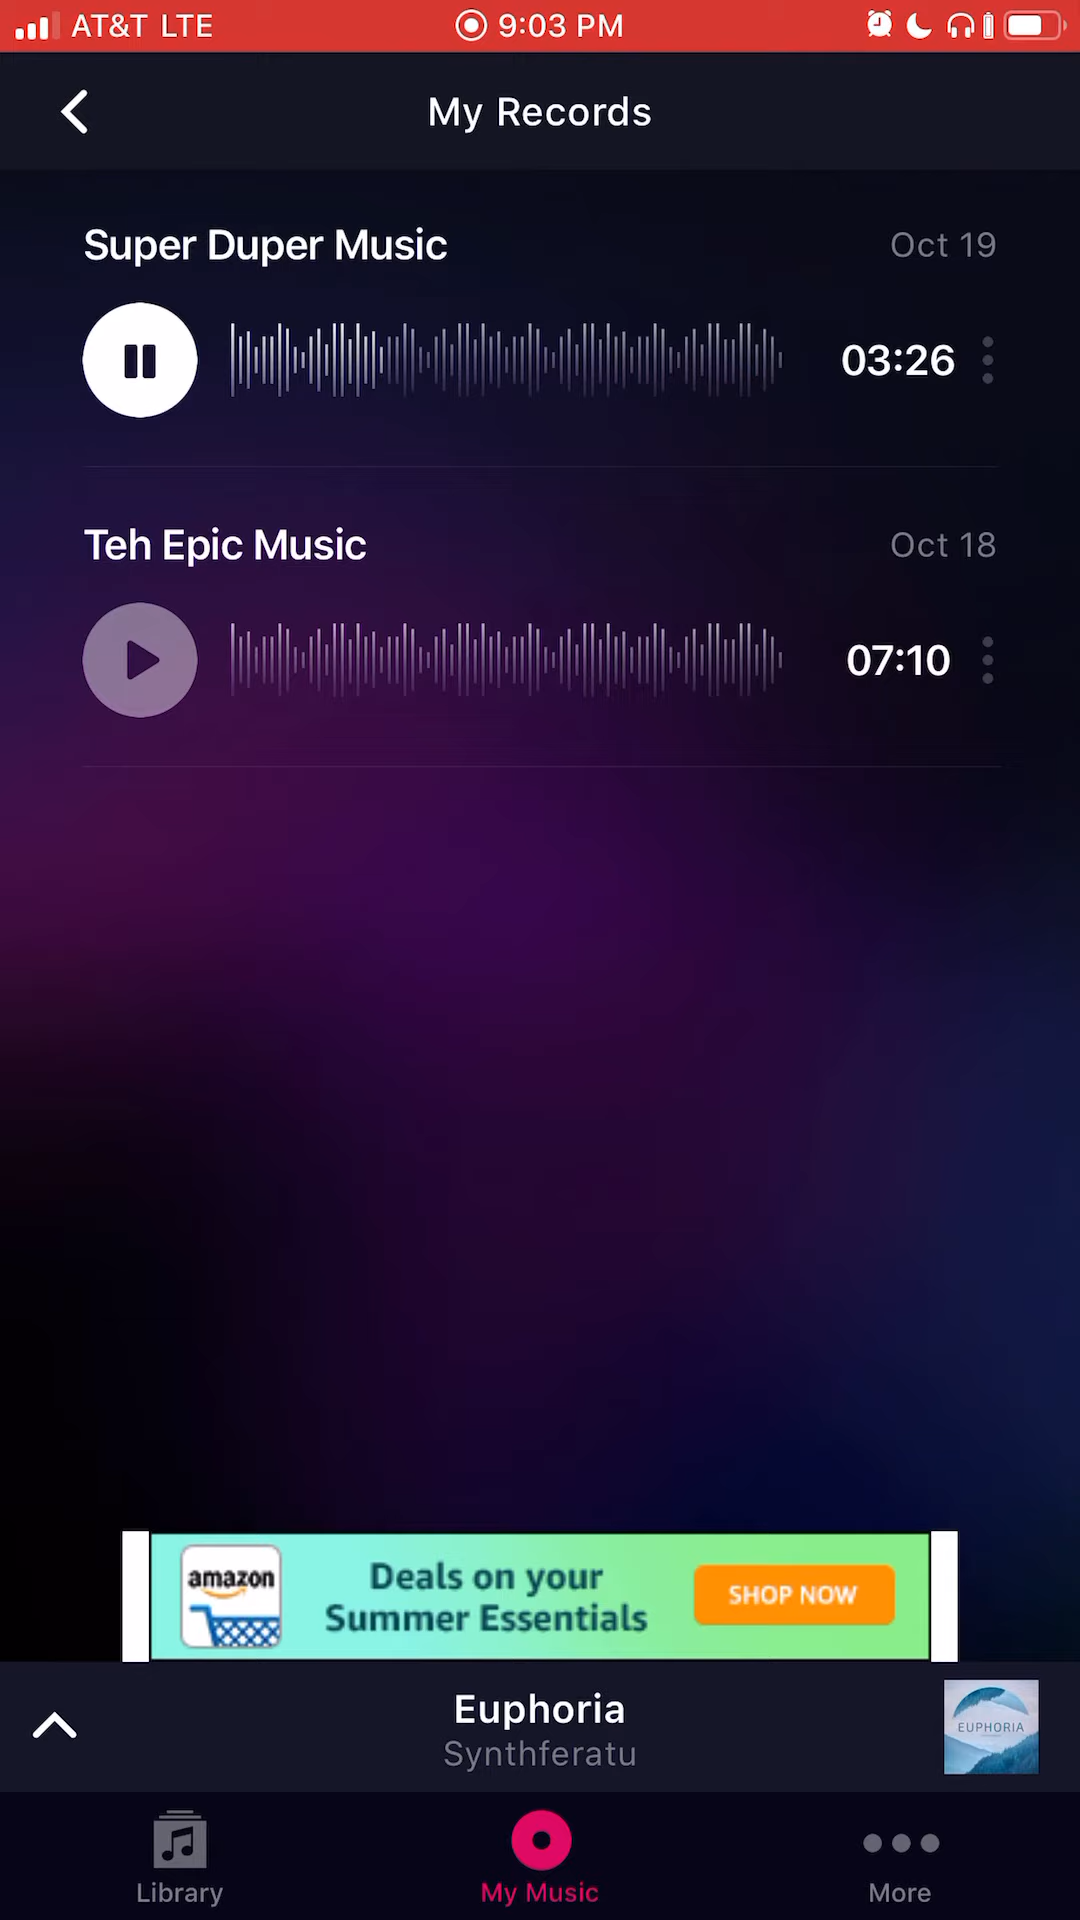 AT&T LTE
9:03 PM
My Records
Super Duper Music
Oct 19
03:26
Teh Epic Music
Oct 18
07:10
amazon
Deals on your
Summer Essentials
SHOP NOW
Euphoria
Synthferatu
EUPHORIA
Library
My Music
More